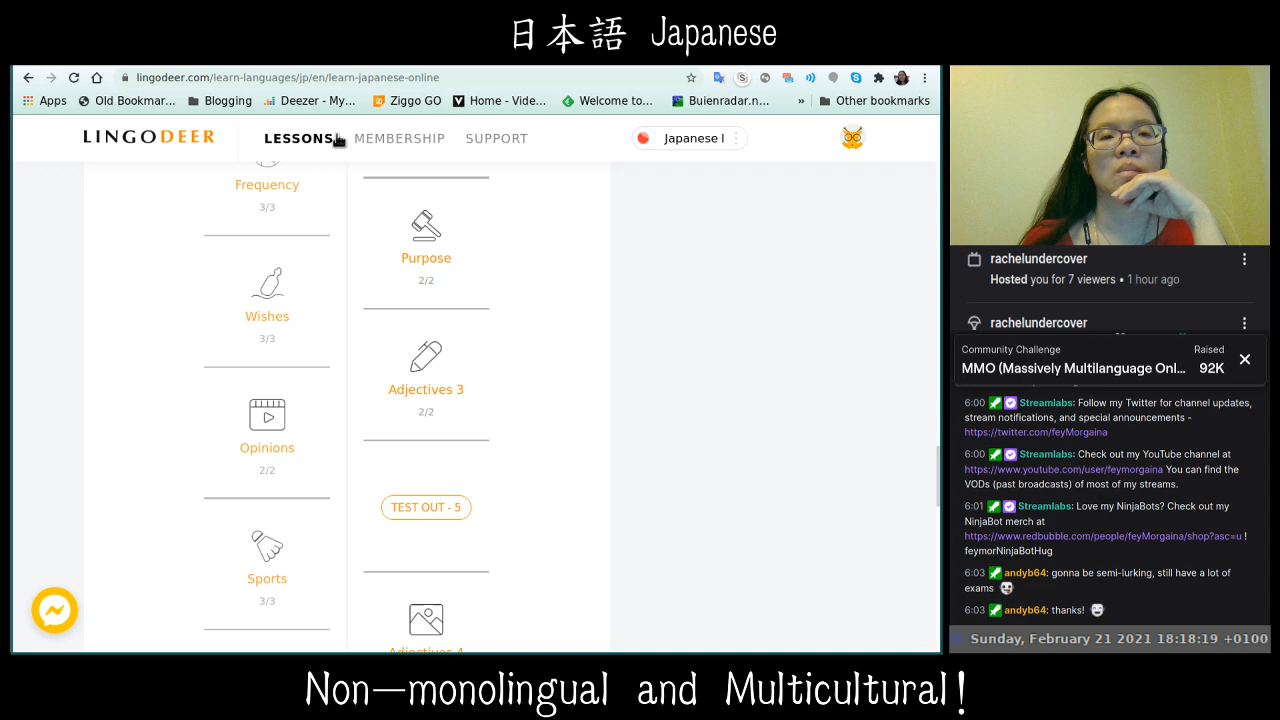 日本語 Japanese
lingodeer.com/learn-languages/jp/en/learn-japanese-online
Apps Old Bookmar... Blogging Deezer - My... Ziggo GO Home - Vide... Welcome to... Buienradar.n... » Other bookmarks
LINGODEER LESSONS MEMBERSHIP SUPPORT Japanese I
Frequency
3/3
Wishes
3/3
Opinions
2/2
Sports
3/3
Purpose
2/2
Adjectives 3
2/2
TEST OUT - 5
Adjectives 4
rachelundercover
Hosted you for 7 viewers • 1 hour ago
rachelundercover
Community Challenge Raised
MMO (Massively Multilanguage Onl... 92K
6:00 Streamlabs: Follow my Twitter for channel updates,
stream notifications, and special announcements -
https://twitter.com/feyMorgaina
6:00 Streamlabs: Check out my YouTube channel at
https://www.youtube.com/user/feymorgaina You can find the
VODs (past broadcasts) of most of my streams.
6:01 Streamlabs: Love my NinjaBots? Check out my
NinjaBot merch at
https://www.redbubble.com/people/feyMorgaina/shop?asc=u !
feymorNinjaBotHug
6:03 andyb64: gonna be semi-lurking, still have a lot of
exams
6:03 andyb64: thanks!
Sunday, February 21 2021 18:18:19 +0100
Non-monolingual and Multicultural!